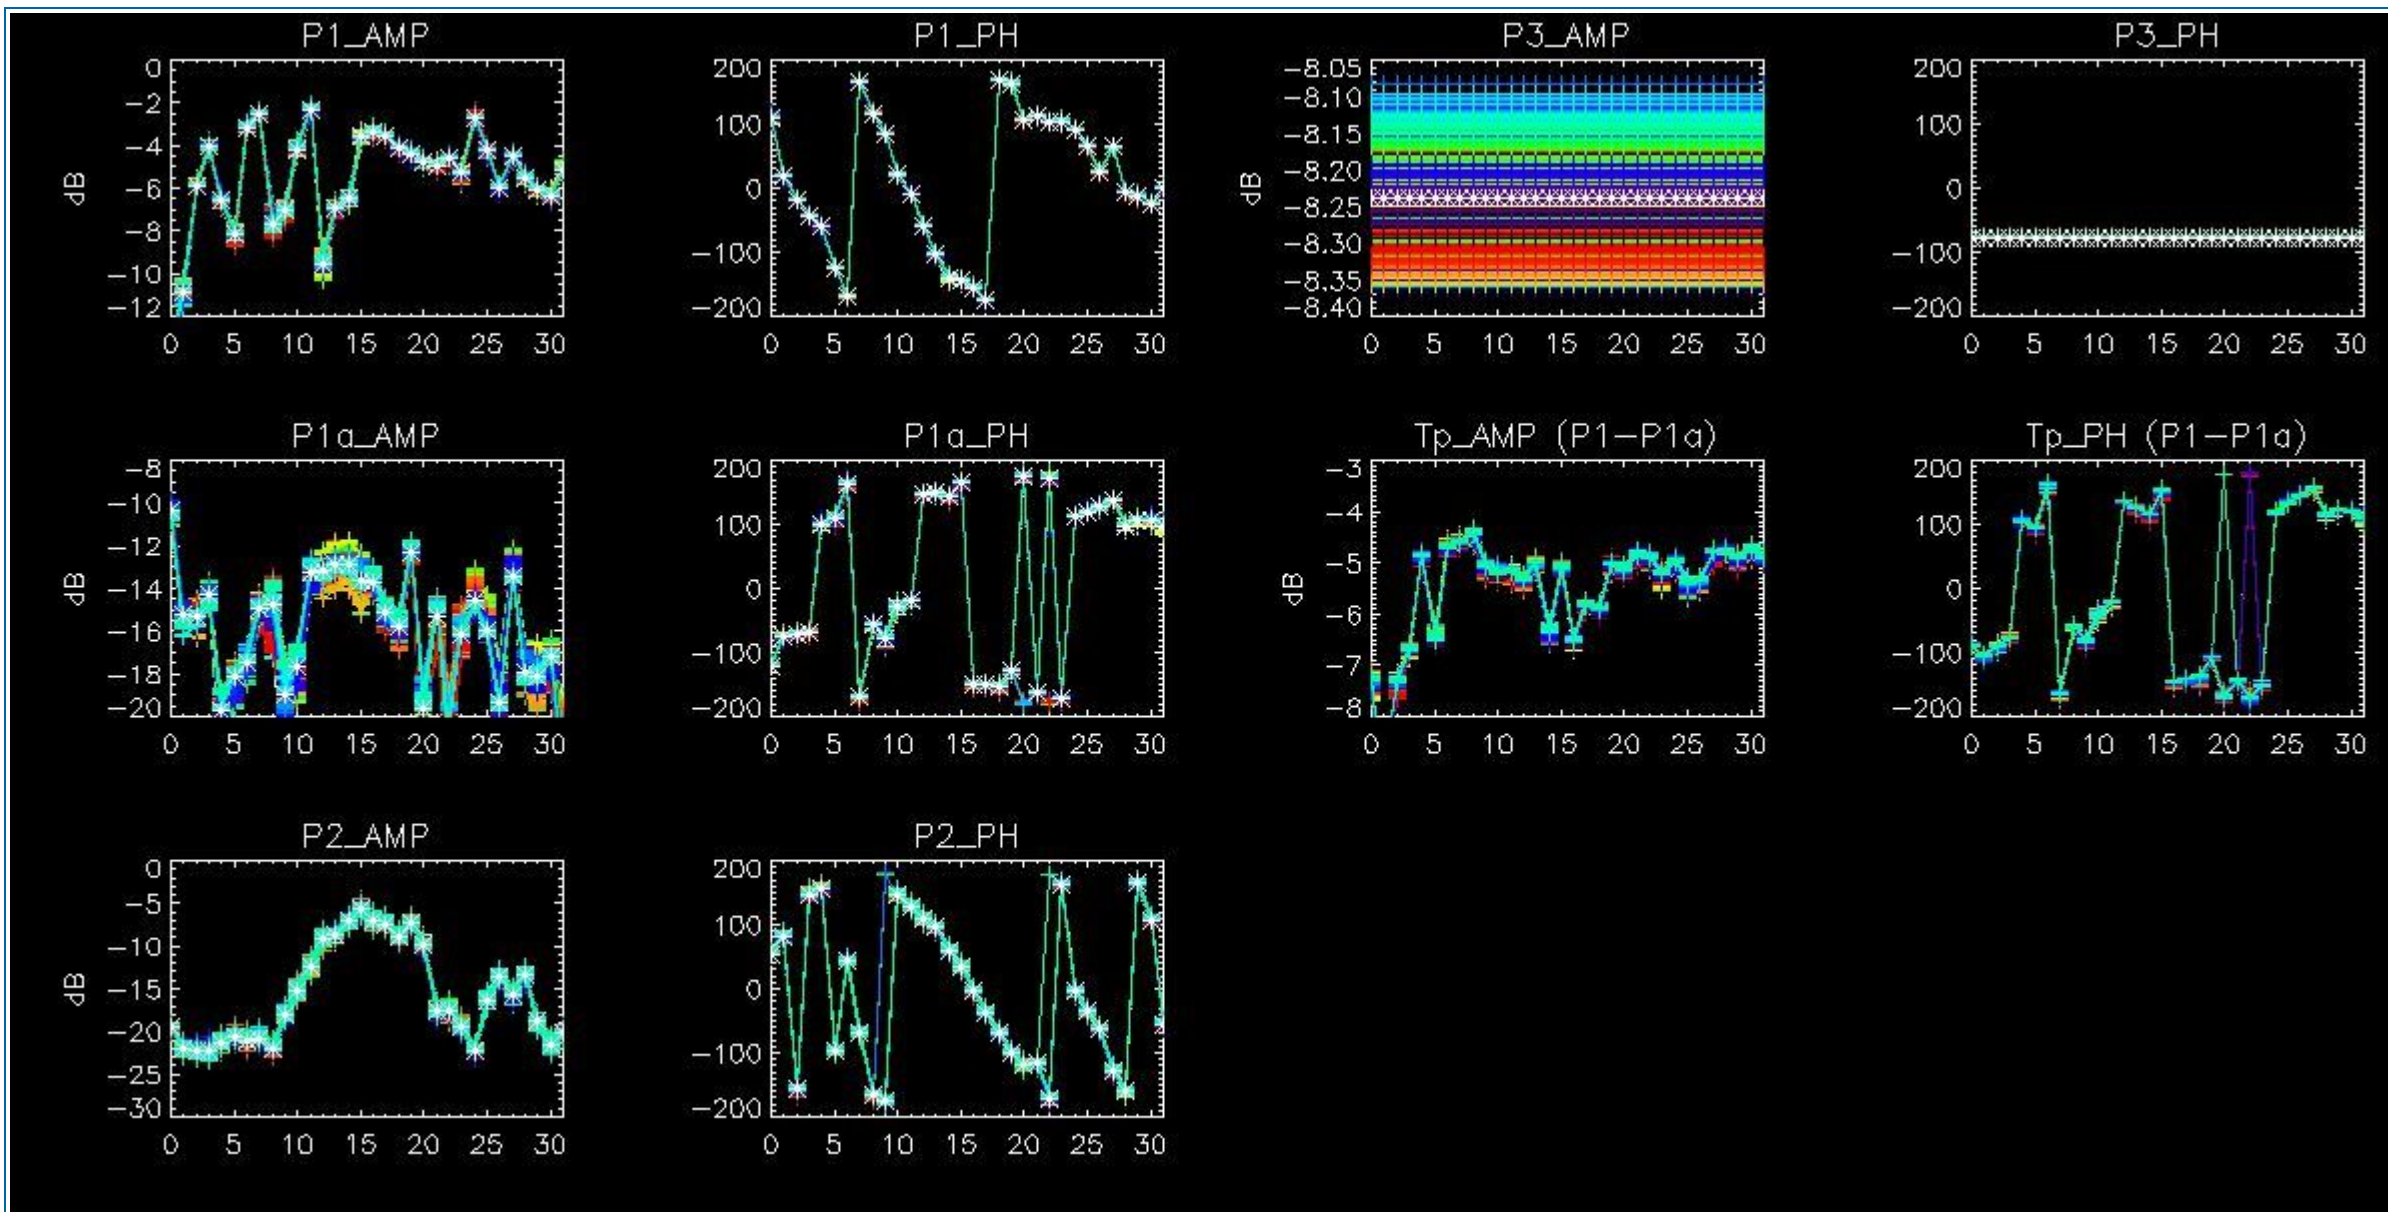 P1_AMP
0
−2
−4
−6
−8
−10
−12
dB
0 5 10 15 20 25 30
P1_PH
200
100
0
−100
−200
0 5 10 15 20 25 30
P3_AMP
−8.05
−8.10
−8.15
−8.20
−8.25
−8.30
−8.35
−8.40
dB
0 5 10 15 20 25 30
P3_PH
200
100
0
−100
−200
0 5 10 15 20 25 30
P1a_AMP
−8
−10
−12
−14
−16
−18
−20
dB
0 5 10 15 20 25 30
P1a_PH
200
100
0
−100
−200
0 5 10 15 20 25 30
Tp_AMP (P1−P1a)
−3
−4
−5
−6
−7
−8
dB
0 5 10 15 20 25 30
Tp_PH (P1−P1a)
200
100
0
−100
−200
0 5 10 15 20 25 30
P2_AMP
0
−5
−10
−15
−20
−25
−30
dB
0 5 10 15 20 25 30
P2_PH
200
100
0
−100
−200
0 5 10 15 20 25 30